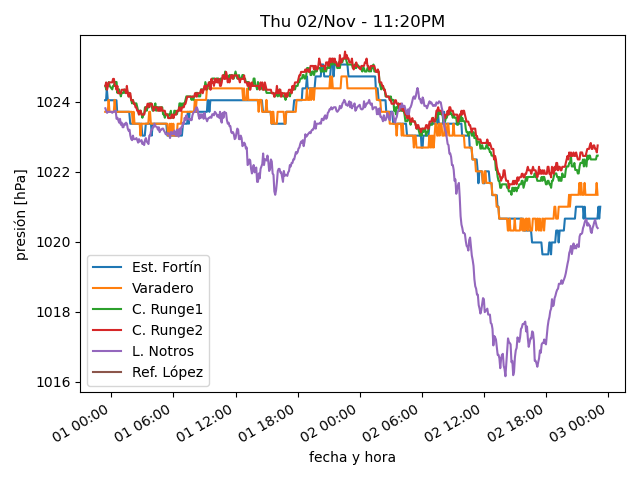 Thu 02/Nov - 11:20PM
presión [hPa]
1024
1022
1020
1018
1016
Est. Fortín
Varadero
C. Runge1
C. Runge2
L. Notros
Ref. López
01 00:00
01 06:00
01 12:00
01 18:00
02 00:00
02 06:00
02 12:00
02 18:00
03 00:00
fecha y hora